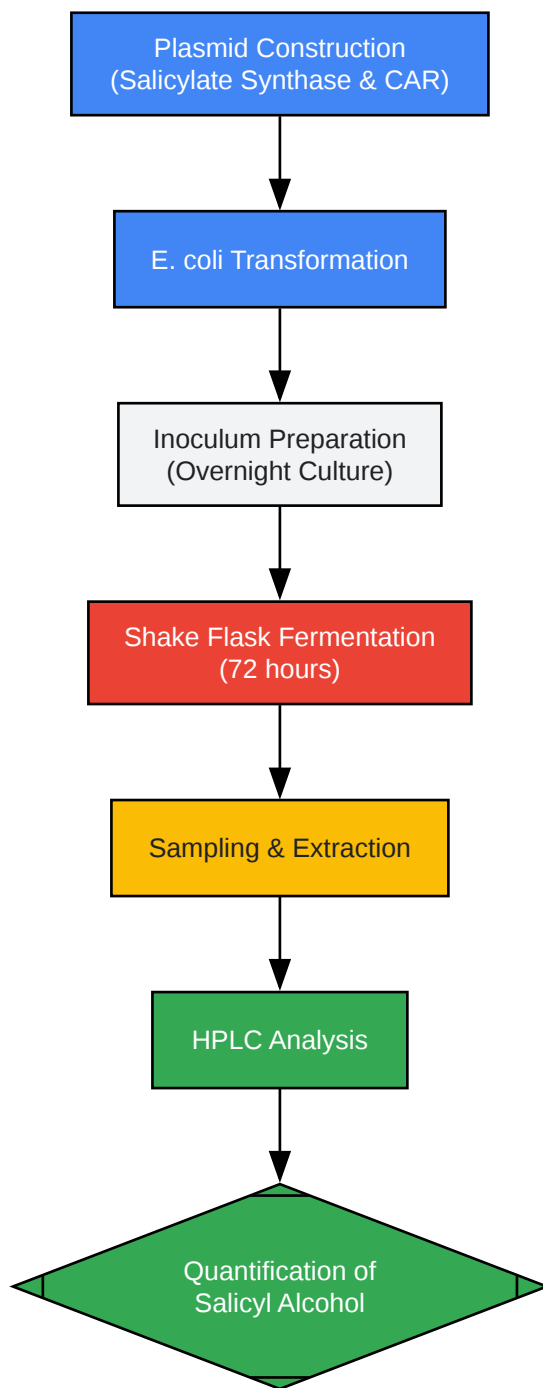 Plasmid Construction
(Salicylate Synthase & CAR)
E. coli Transformation
Inoculum Preparation
(Overnight Culture)
Shake Flask Fermentation
(72 hours)
Sampling & Extraction
HPLC Analysis
Quantification of
Salicyl Alcohol